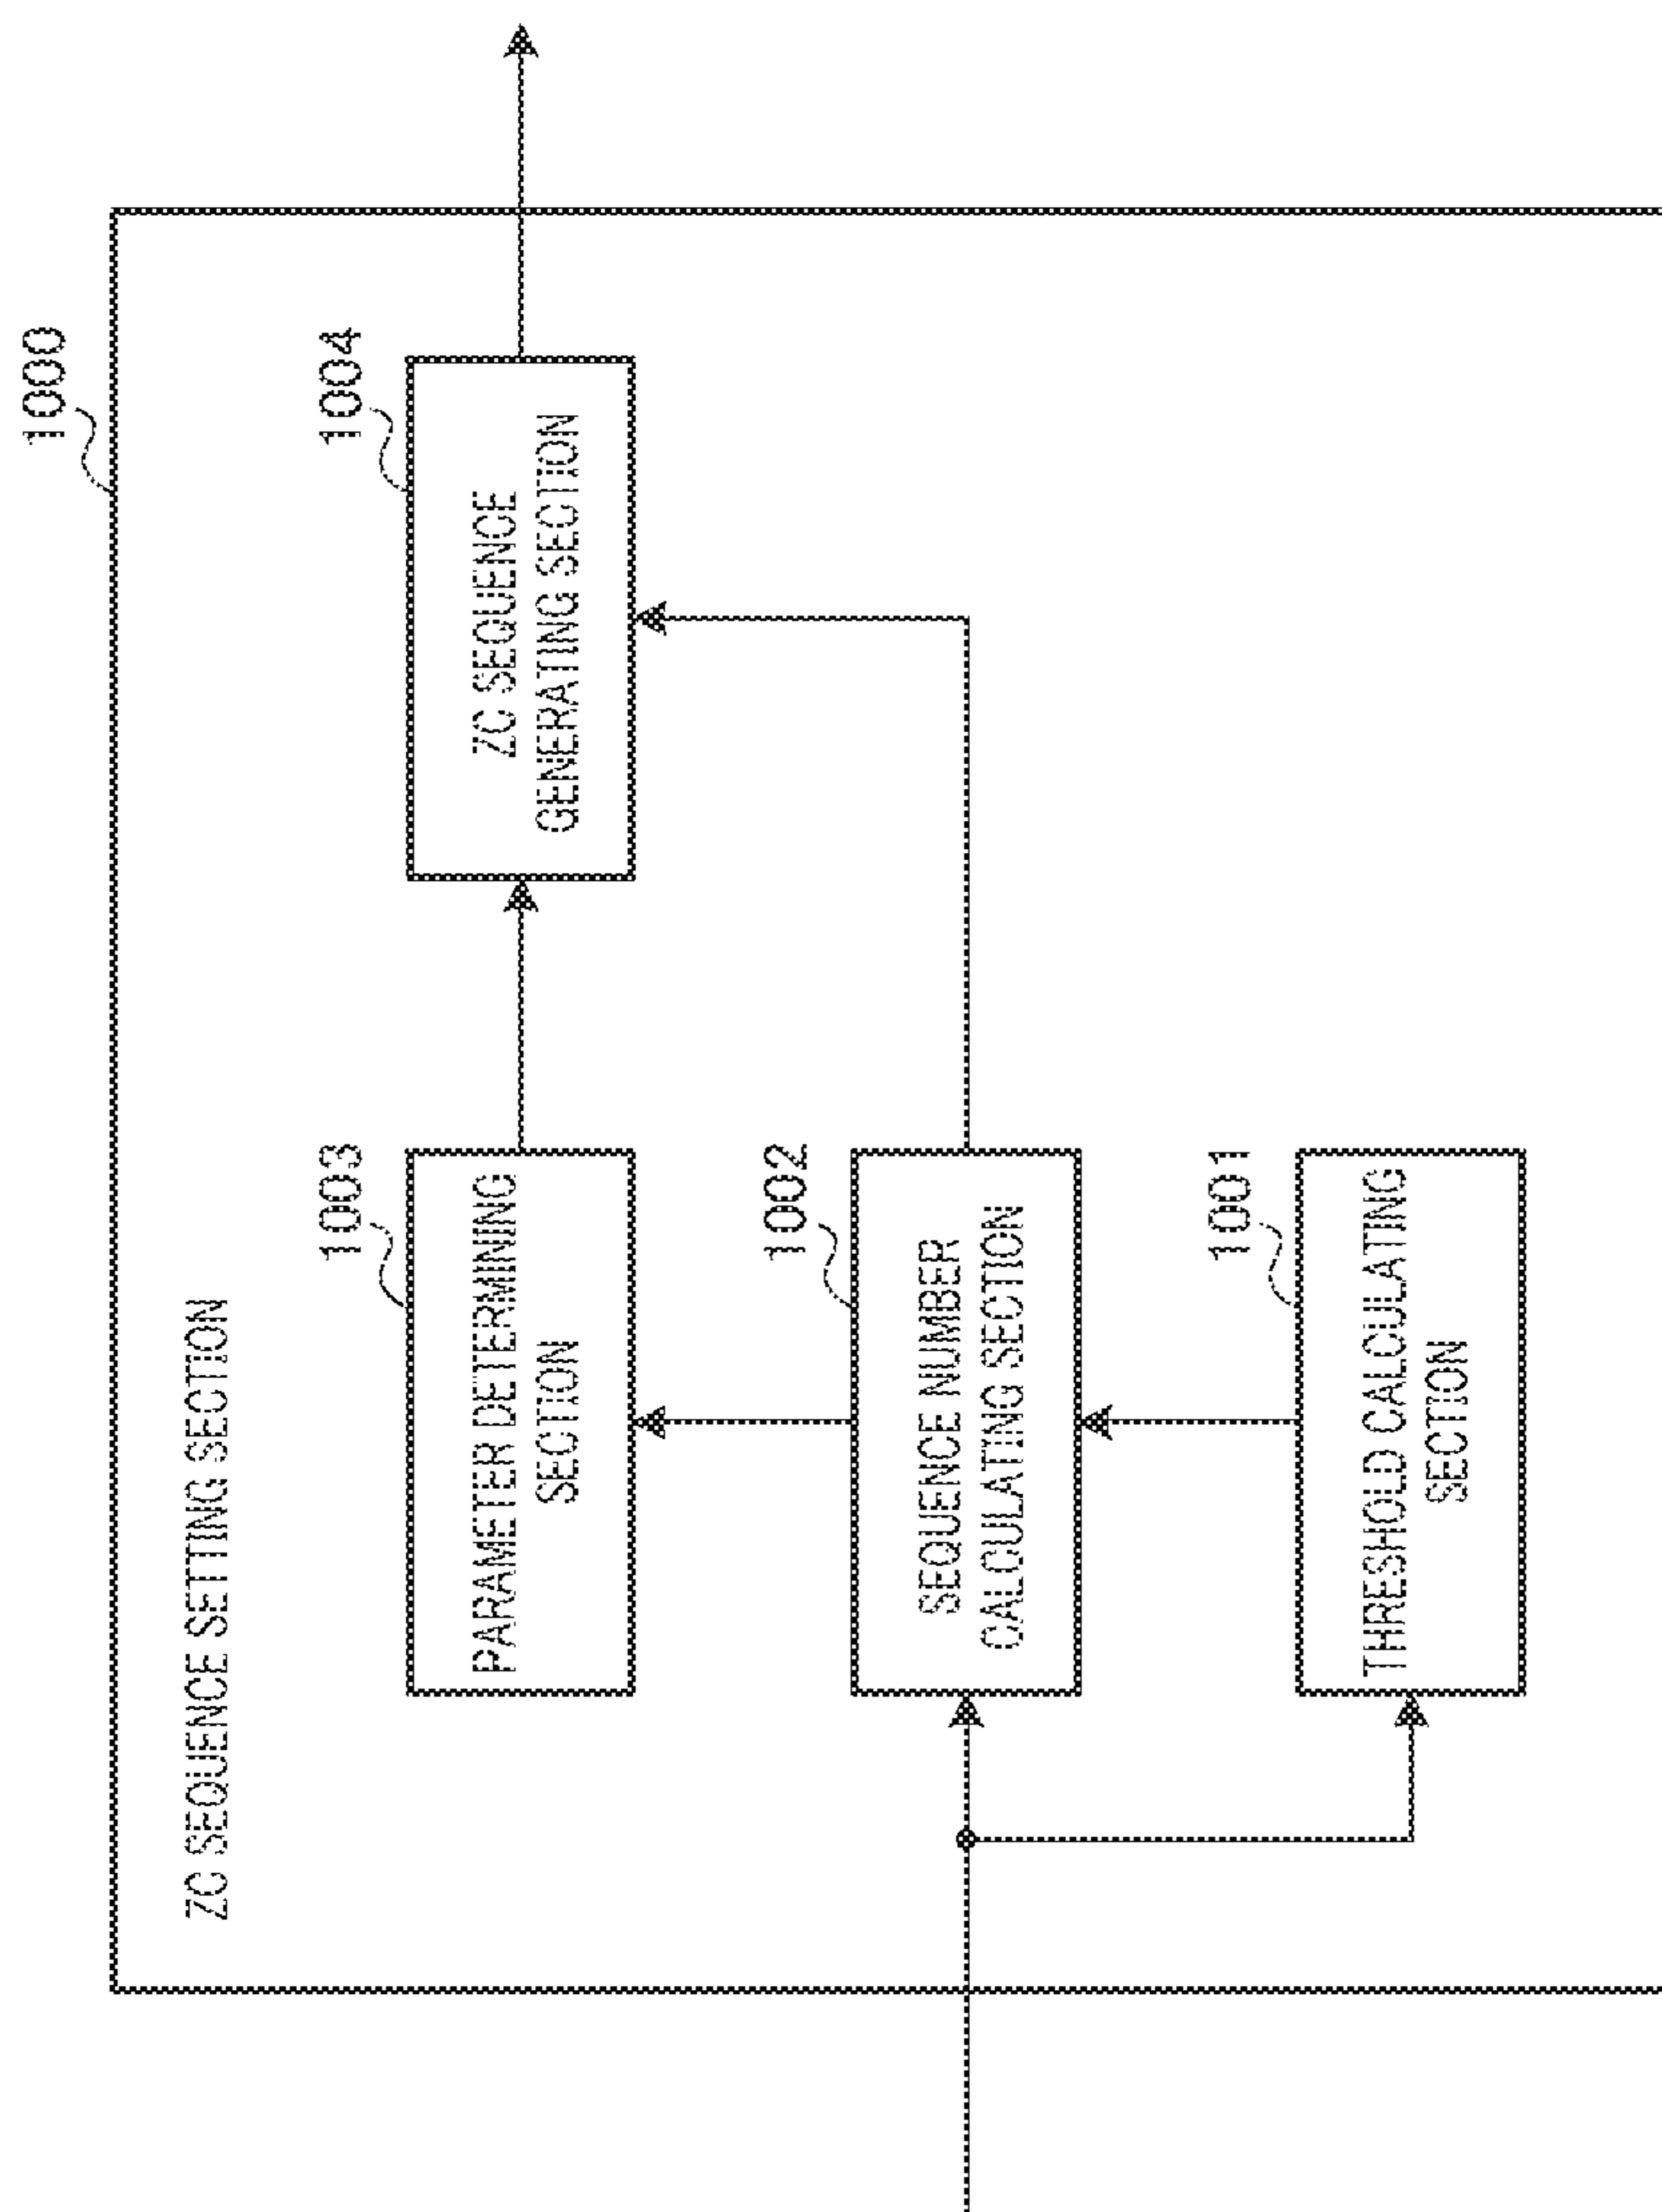 1000
ZC SEQUENCE SETTING SECTION
1003
PARAMETER DETERMINING
SECTION
1004
ZC SEQUENCE
GENERATING SECTION
1002
SEQUENCE NUMBER
CALCULATING SECTION
1001
THRESHOLD CALCULATING
SECTION